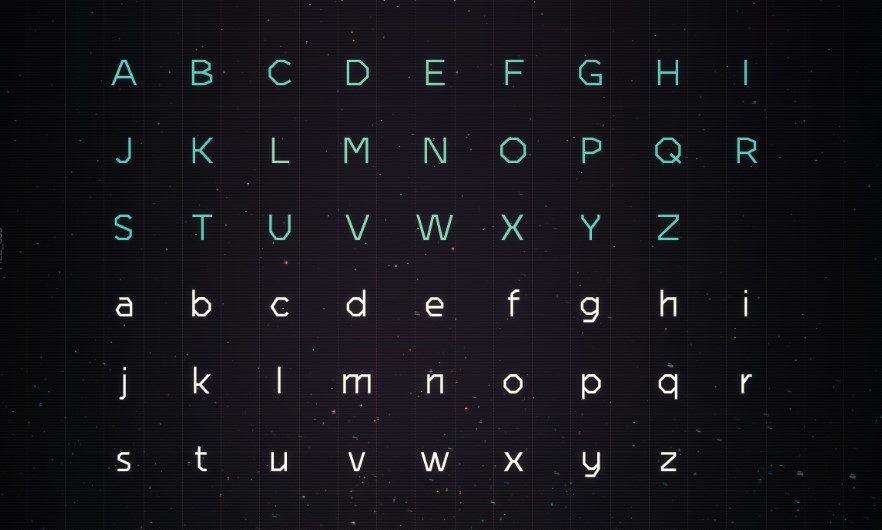 A B C D E F G H I
J K L M N O P Q R
S T U V W X Y Z
a b c d e f g h i
j k l m n o p q r
s t u v w x y z